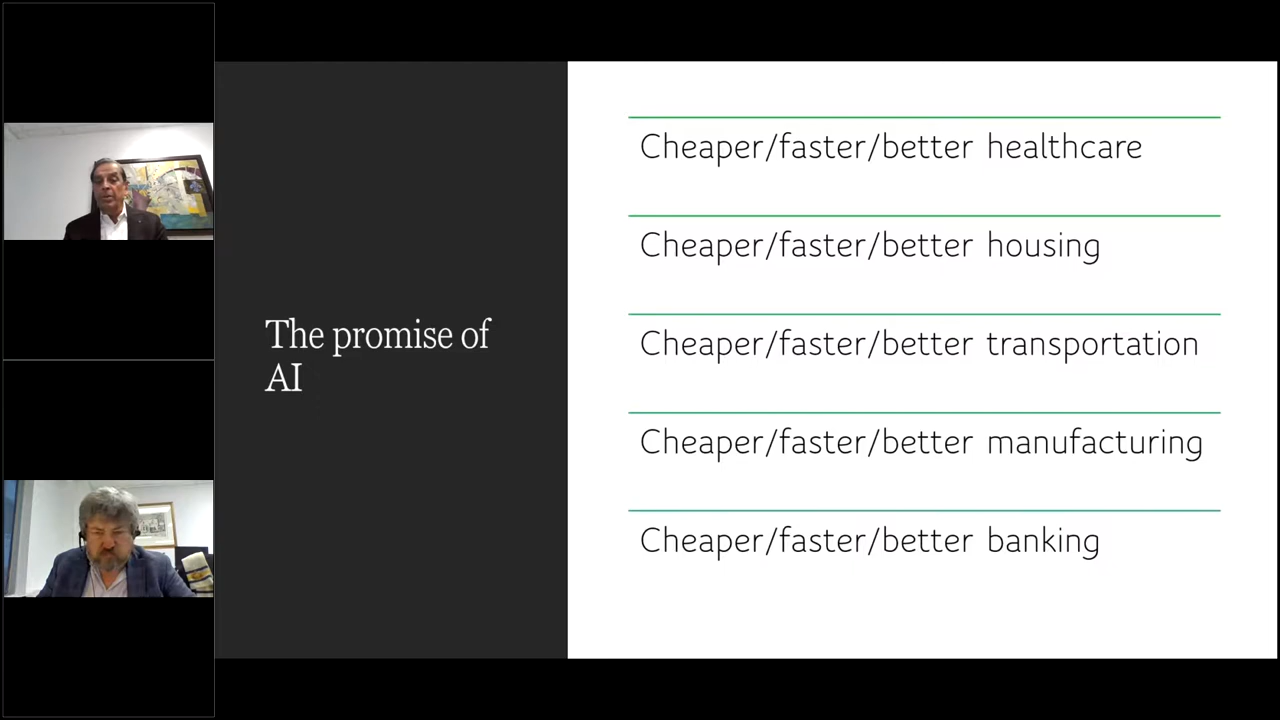 The promise of
AI
Cheaper/faster/better healthcare
Cheaper/faster/better housing
Cheaper/faster/better transportation
Cheaper/faster/better manufacturing
Cheaper/faster/better banking